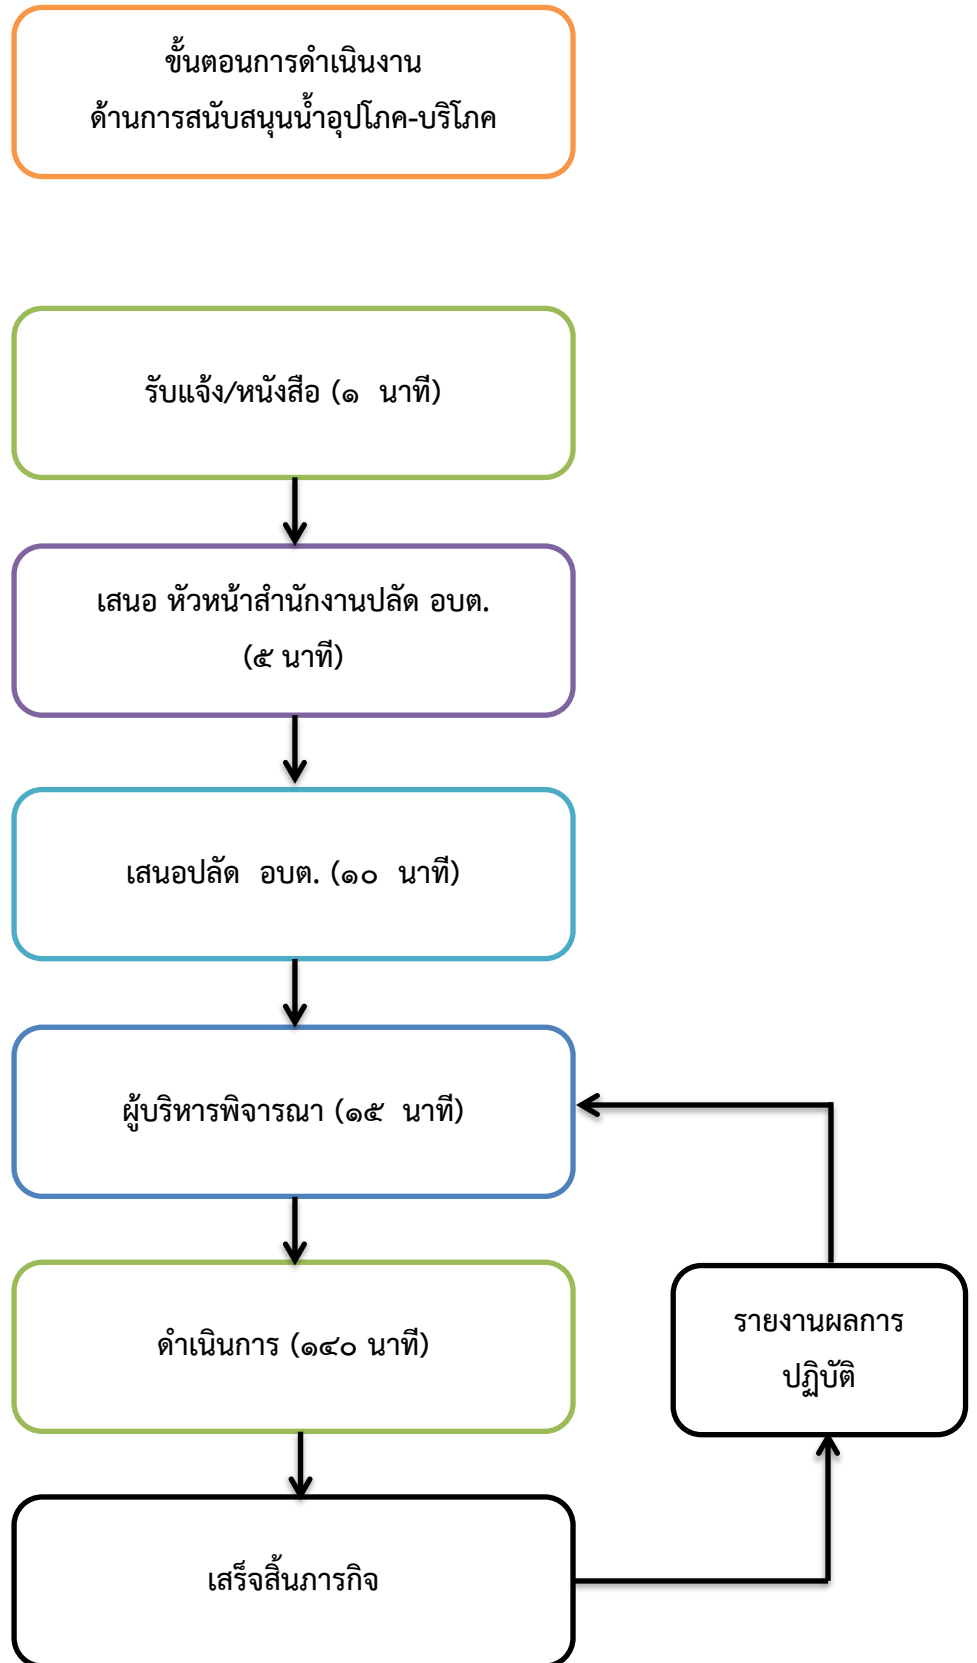 ขั้นตอนการดำเนินงาน
ด้านการสนับสนุนน้ำอุปโภค-บริโภค
รับแจ้ง/หนังสือ (๑ นาที)
เสนอ หัวหน้าสำนักงานปลัด อบต.
(๕ นาที)
เสนอปลัด อบต. (๑๐ นาที)
ผู้บริหารพิจารณา (๑๕ นาที)
ดำเนินการ (๑๔๐ นาที)
รายงานผลการ
ปฏิบัติ
เสร็จสิ้นภารกิจ